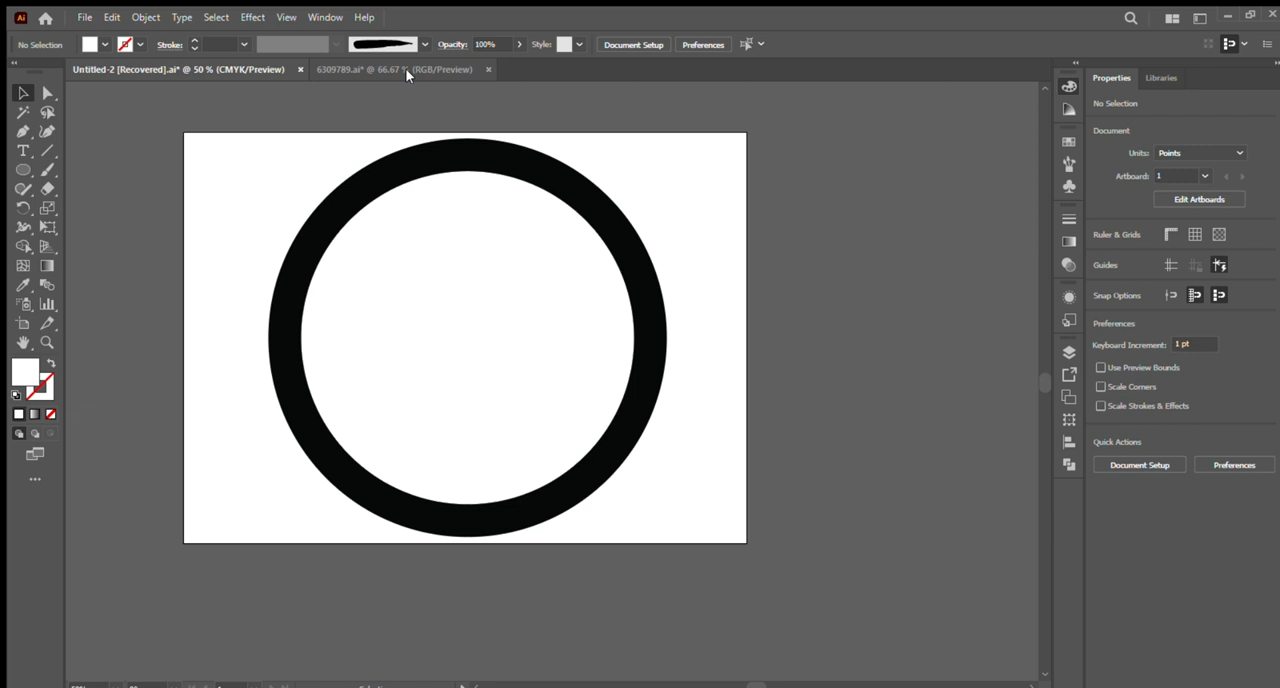 Ai File Edit Object Type Select Effect View Window Help
No Selection Stroke: Opacity: 100% Style: Document Setup Preferences
Untitled-2 [Recovered].ai* @ 50 % (CMYK/Preview) × 6309789.ai* @ 66.67 % (RGB/Preview) ×
Properties Libraries
No Selection
Document
Units: Points
Artboard: 1
Edit Artboards
Ruler & Grids
Guides
Snap Options
Preferences
Keyboard Increment: 1 pt
Use Preview Bounds
Scale Corners
Scale Strokes & Effects
Quick Actions
Document Setup Preferences